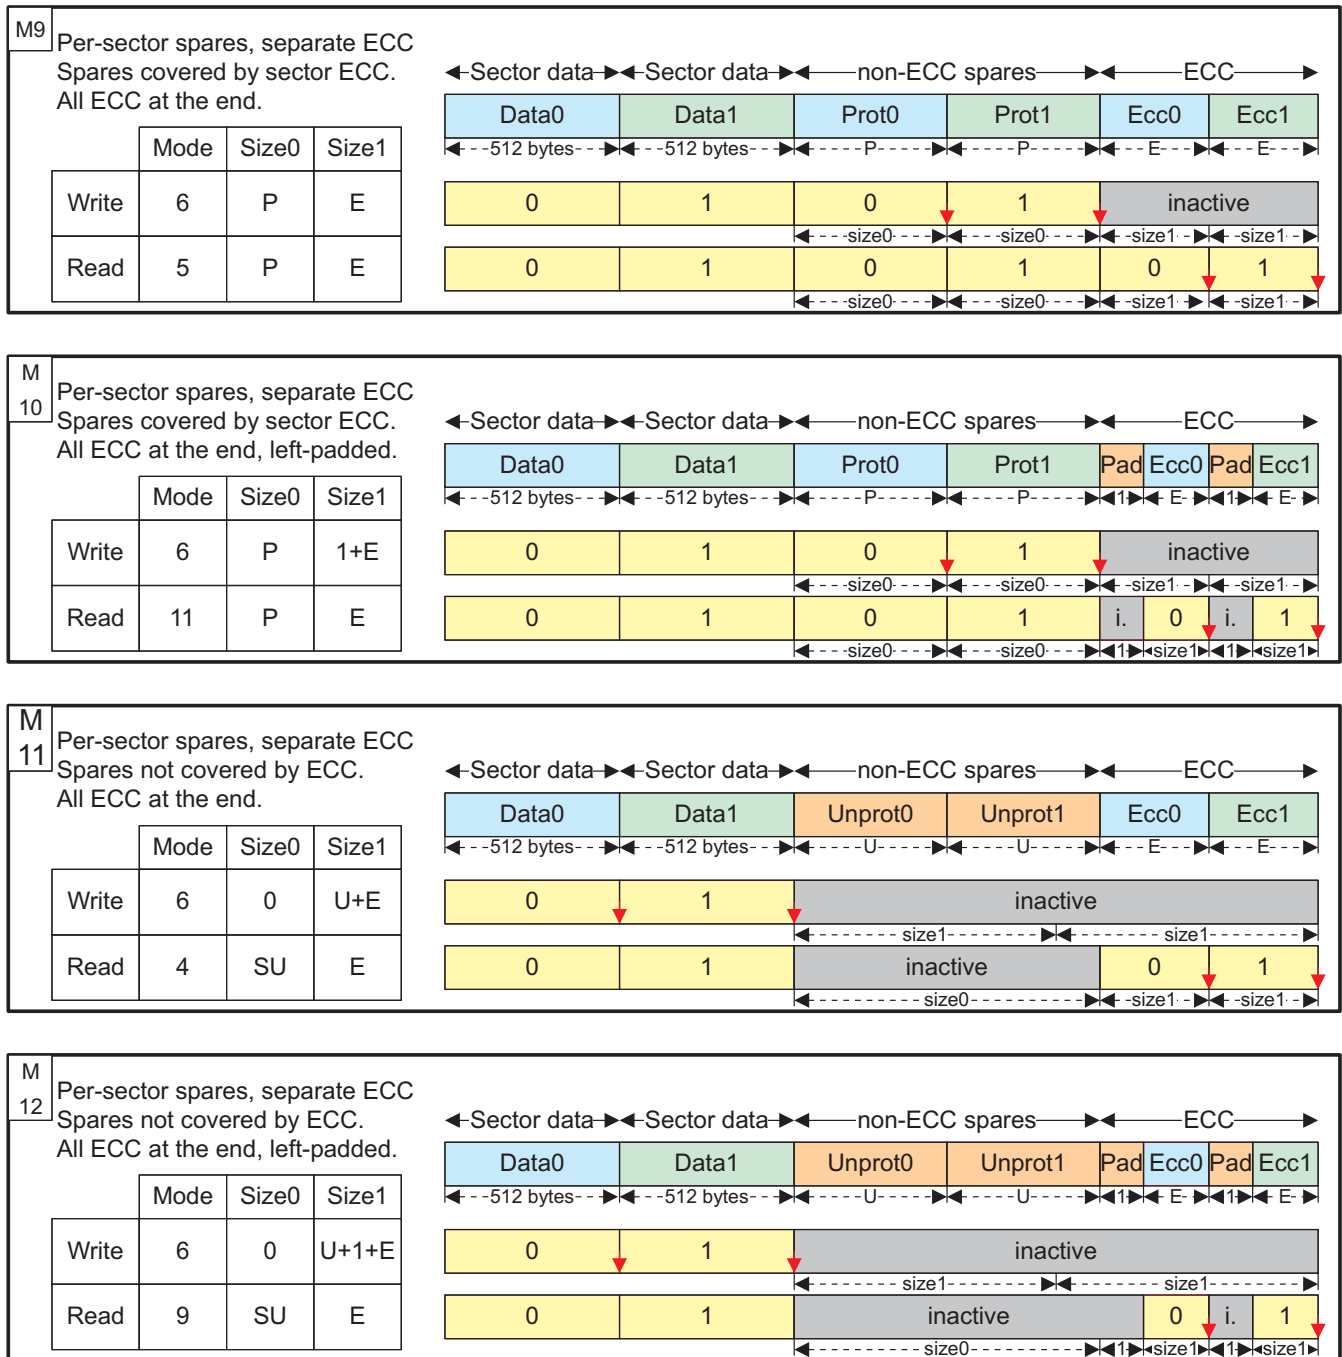 M9
Per-sector spares, separate ECC
Spares covered by sector ECC.
All ECC at the end.
Mode Size0 Size1
Write 6 P E
Read 5 P E
Sector data Sector data non-ECC spares ECC
Data0 Data1 Prot0 Prot1 Ecc0 Ecc1
512 bytes 512 bytes P P E E
0 1 0 1 inactive
size0 size0 size1 size1
0 1 0 1 0 1
size0 size0 size1 size1
M
10
Per-sector spares, separate ECC
Spares covered by sector ECC.
All ECC at the end, left-padded.
Mode Size0 Size1
Write 6 P 1+E
Read 11 P E
Sector data Sector data non-ECC spares ECC
Data0 Data1 Prot0 Prot1 Pad Ecc0 Pad Ecc1
512 bytes 512 bytes P P 1 E 1 E
0 1 0 1 inactive
size0 size0 size1 size1
0 1 0 1 i. 0 i. 1
size0 size0 1 size1 1 size1
M
11
Per-sector spares, separate ECC
Spares not covered by ECC.
All ECC at the end.
Mode Size0 Size1
Write 6 0 U+E
Read 4 SU E
Sector data Sector data non-ECC spares ECC
Data0 Data1 Unprot0 Unprot1 Ecc0 Ecc1
512 bytes 512 bytes U U E E
0 1 inactive
size1 size1
0 1 inactive 0 1
size0 size1 size1
M
12
Per-sector spares, separate ECC
Spares not covered by ECC.
All ECC at the end, left-padded.
Mode Size0 Size1
Write 6 0 U+1+E
Read 9 SU E
Sector data Sector data non-ECC spares ECC
Data0 Data1 Unprot0 Unprot1 Pad Ecc0 Pad Ecc1
512 bytes 512 bytes U U 1 E 1 E
0 1 inactive
size1 size1
0 1 inactive 0 i. 1
size0 1 size1 1 size1